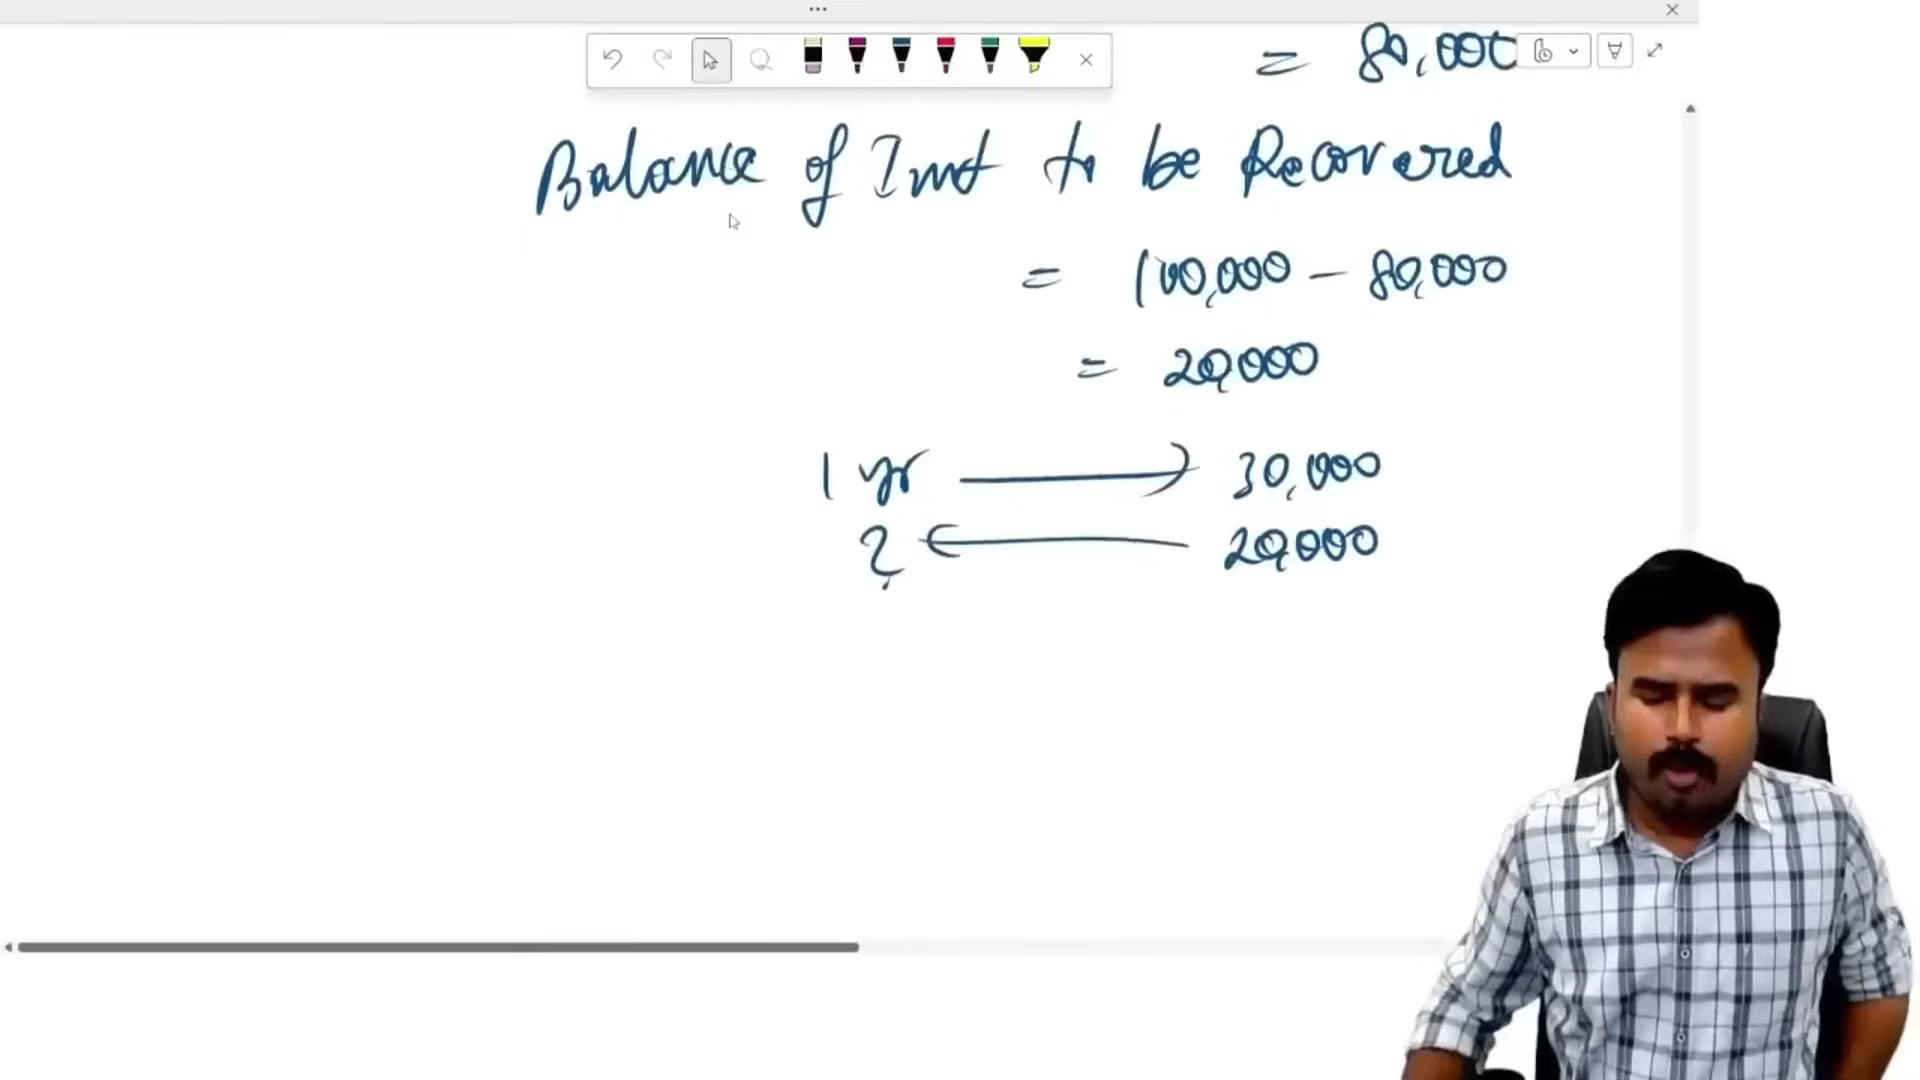 = 80,000
Balance of Invt to be Recovered
= 100,000 - 80,000
= 20,000
1 yr → 30,000
? ← 20,000